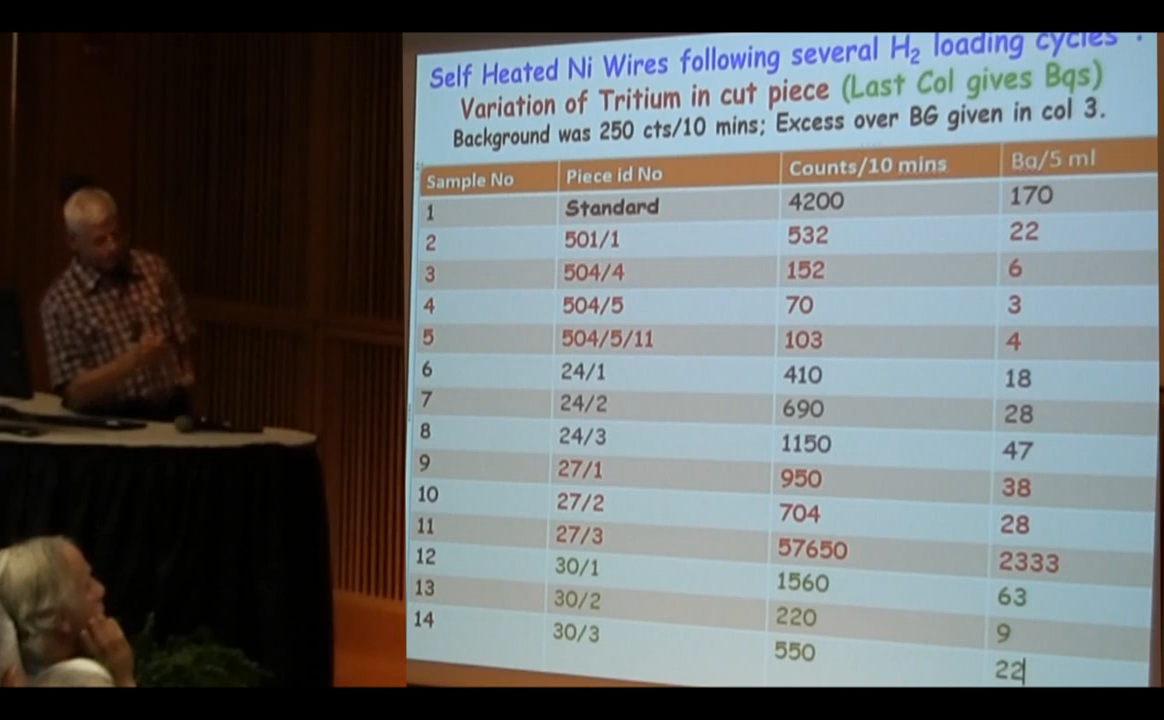 Self Heated Ni Wires following several H₂ loading cycles :
Variation of Tritium in cut piece (Last Col gives Bqs)
Background was 250 cts/10 mins; Excess over BG given in col 3.
Sample No Piece id No Counts/10 mins Bq/5 ml
1 Standard 4200 170
2 501/1 532 22
3 504/4 152 6
4 504/5 70 3
5 504/5/11 103 4
6 24/1 410 18
7 24/2 690 28
8 24/3 1150 47
9 27/1 950 38
10 27/2 704 28
11 27/3 57650 2333
12 30/1 1560 63
13 30/2 220 9
14 30/3 550 22